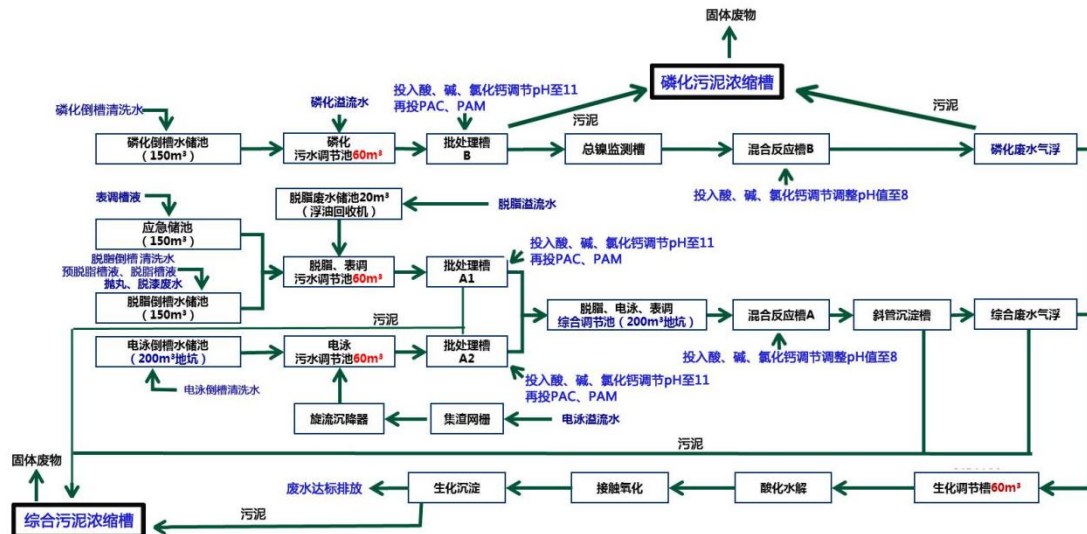 固体废物
磷化污泥浓缩槽
投入酸、碱、氯化钙调节pH至11
再投PAC、PAM
磷化倒槽清洗水
磷化溢流水
污泥
污泥
磷化倒槽水储池
（150m³）
磷化
污水调节池60m³
批处理槽
B
总镍监测槽
混合反应槽B
磷化废水气浮
投入酸、碱、氯化钙调节调整pH值至8
表调槽液
脱脂废水储池20m³
（浮油回收机）
脱脂溢流水
应急储池
（150m³）
投入酸、碱、氯化钙调节pH至11
再投PAC、PAM
脱脂倒槽清洗水
预脱脂槽液、脱脂槽液
抛丸、脱漆废水
脱脂、表调
污水调节池60m³
批处理槽
A1
脱脂倒槽水储池
（150m³）
脱脂、电泳、表调
综合调节池（200m³地坑）
混合反应槽A
斜管沉淀槽
综合废水气浮
污泥
电泳倒槽水储池
（200m³地坑）
电泳
污水调节池60m³
批处理槽
A2
投入酸、碱、氯化钙调节调整pH值至8
投入酸、碱、氯化钙调节pH至11
再投PAC、PAM
电泳倒槽清洗水
旋流沉降器
集渣网栅
电泳溢流水
污泥
固体废物
废水达标排放
生化沉淀
接触氧化
酸化水解
生化调节槽60m³
综合污泥浓缩槽
污泥